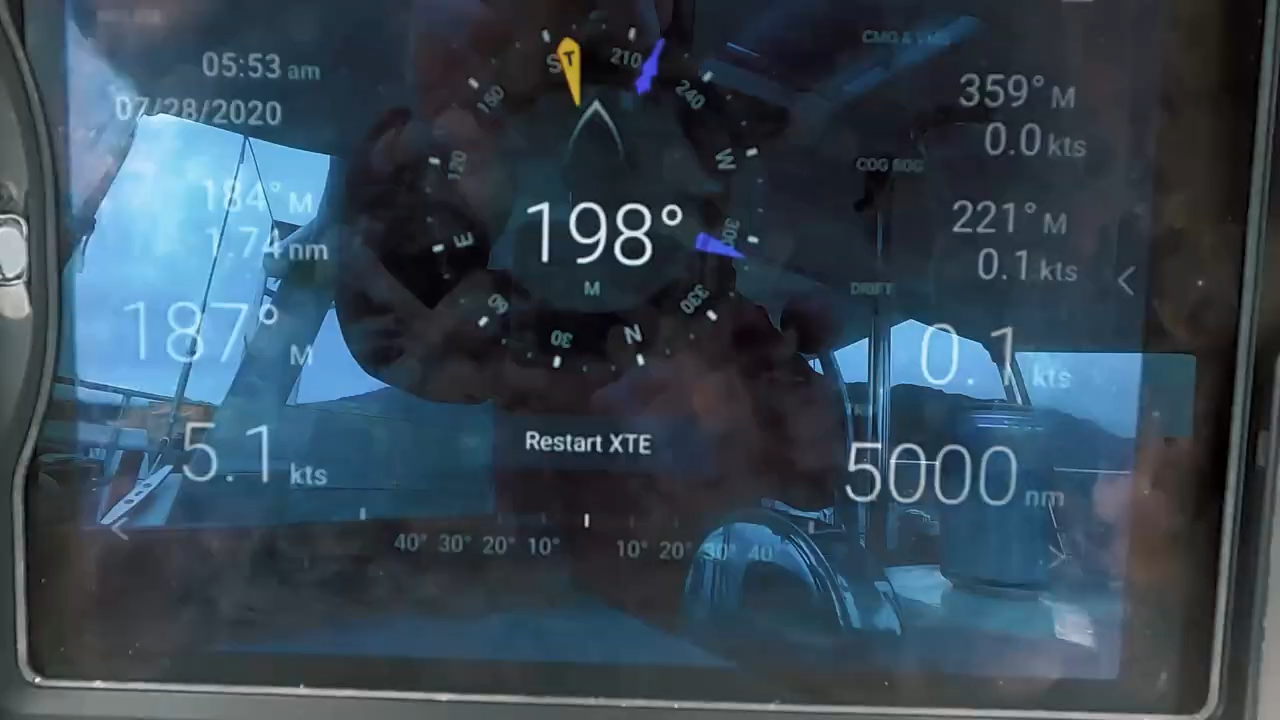 05:53 am
07/28/2020
184° M
1.74 nm
187° M
5.1 kts
S T 210
150 240
120 W
E 300
60 330
30 N
198°
M
Restart XTE
40° 30° 20° 10° 10° 20° 30° 40°
359° M
0.0 kts
COG SOG
221° M
0.1 kts
DRIFT
0.1 kts
5000 nm